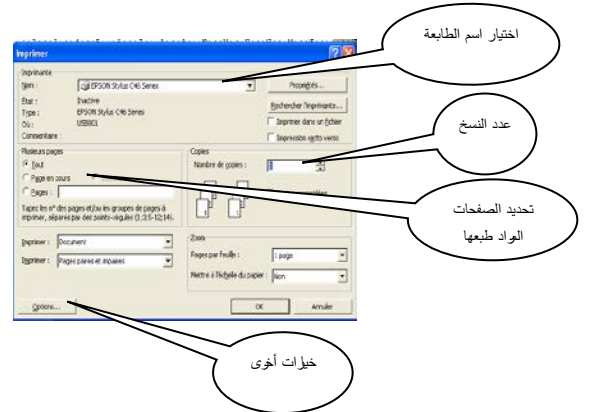 اختيار اسم الطابعة
Imprimer
Imprimante
Nom :
EPSON Stylus C46 Series
Propriétés...
État :
Inactive
Rechercher l'imprimante...
Type :
EPSON Stylus C46 Series
Où :
USB001
Imprimer dans un fichier
Commentaire :
Impression recto verso
عدد النسخ
Plusieurs pages
Copies
Tout
Nombre de copies :
Page en cours
Pages :
Tapez les n° des pages et/ou les groupes de pages à
imprimer, séparés par des points-virgules (1;3;5-12;14).
تحديد الصفحات
الواد طبعها
Imprimer :
Document
Imprimer :
Pages paires et impaires
Zoom
Pages par feuille :
1 page
Mettre à l'échelle du papier :
Non
Options...
OK
Annuler
خيارات أخوى